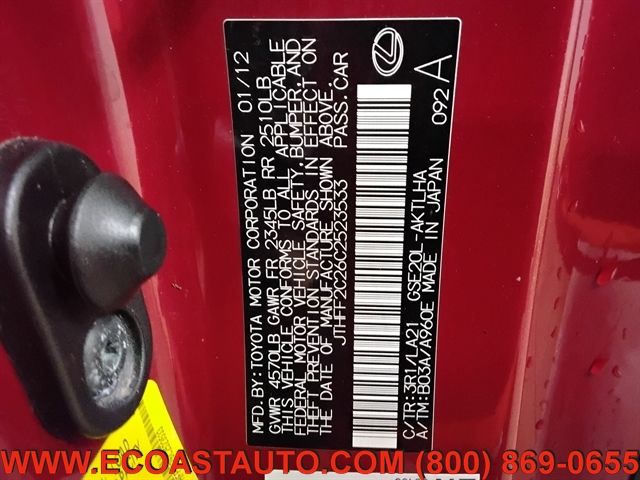 MFD. BY: TOYOTA MOTOR CORPORATION 01/12
GVWR 4570LB GAWR FR 2345LB RR 2510LB
THIS VEHICLE CONFORMS TO ALL APPLICABLE
FEDERAL MOTOR VEHICLE SAFETY, BUMPER, AND
THEFT PREVENTION STANDARDS IN EFFECT ON
THE DATE OF MANUFACTURE SHOWN ABOVE.
JTHFF2C26C2523533 PASS. CAR
C/TR: 3R1/LA21 GSE20L-AKTLHA
A/TM: B03A/A960E MADE IN JAPAN
092 A
WWW.ECOASTAUTO.COM (800) 869-0655